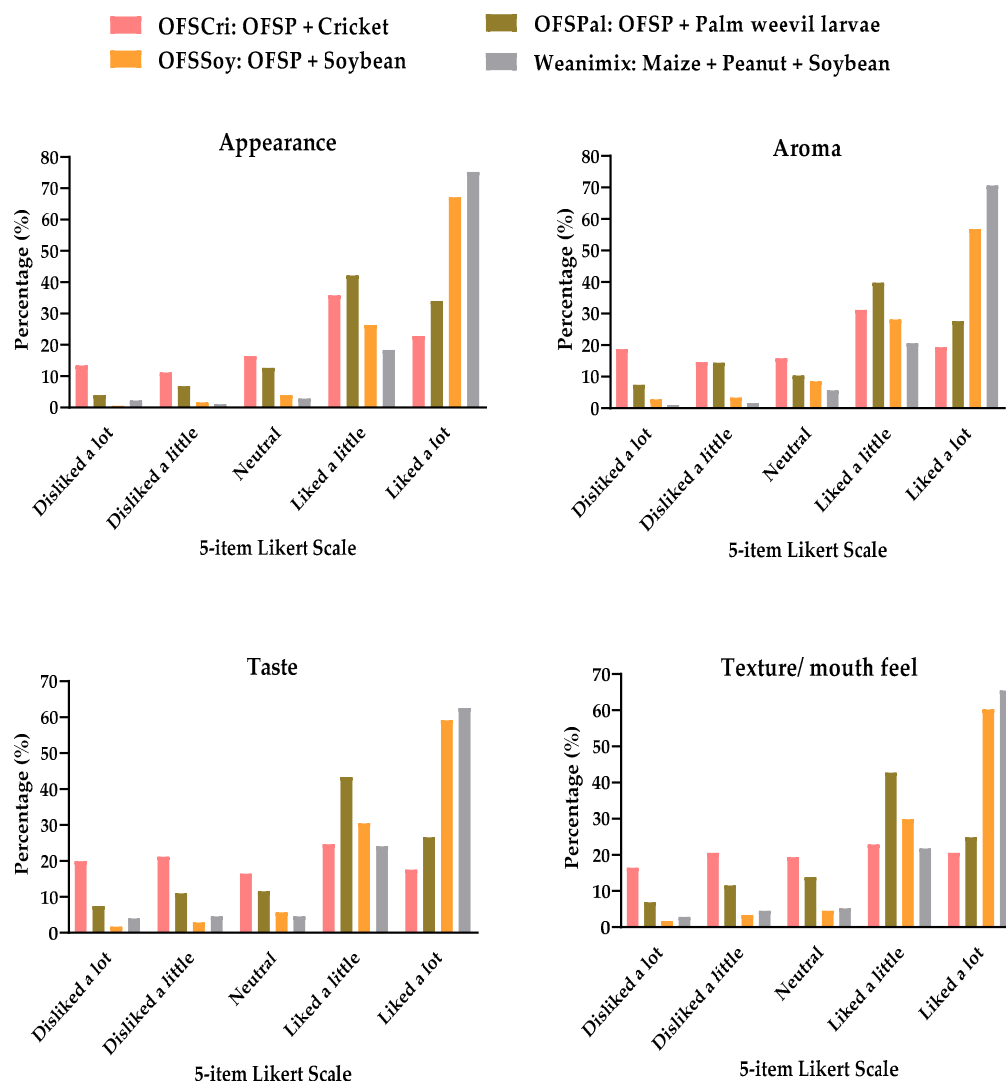 OFSCri: OFSP + Cricket
OFSPal: OFSP + Palm weevil larvae
OFSSoy: OFSP + Soybean
Weanimix: Maize + Peanut + Soybean
Appearance
Percentage (%)
80
70
60
50
40
30
20
10
0
Disliked a lot
Disliked a little
Neutral
Liked a little
Liked a lot
5-item Likert Scale
Aroma
Percentage (%)
80
70
60
50
40
30
20
10
0
Disliked a lot
Disliked a little
Neutral
Liked a little
Liked a lot
5-item Likert Scale
Taste
Percentage (%)
70
60
50
40
30
20
10
0
Disliked a lot
Disliked a little
Neutral
Liked a little
Liked a lot
5-item Likert Scale
Texture/ mouth feel
Percentage (%)
70
60
50
40
30
20
10
0
Disliked a lot
Disliked a little
Neutral
Liked a little
Liked a lot
5-item Likert Scale